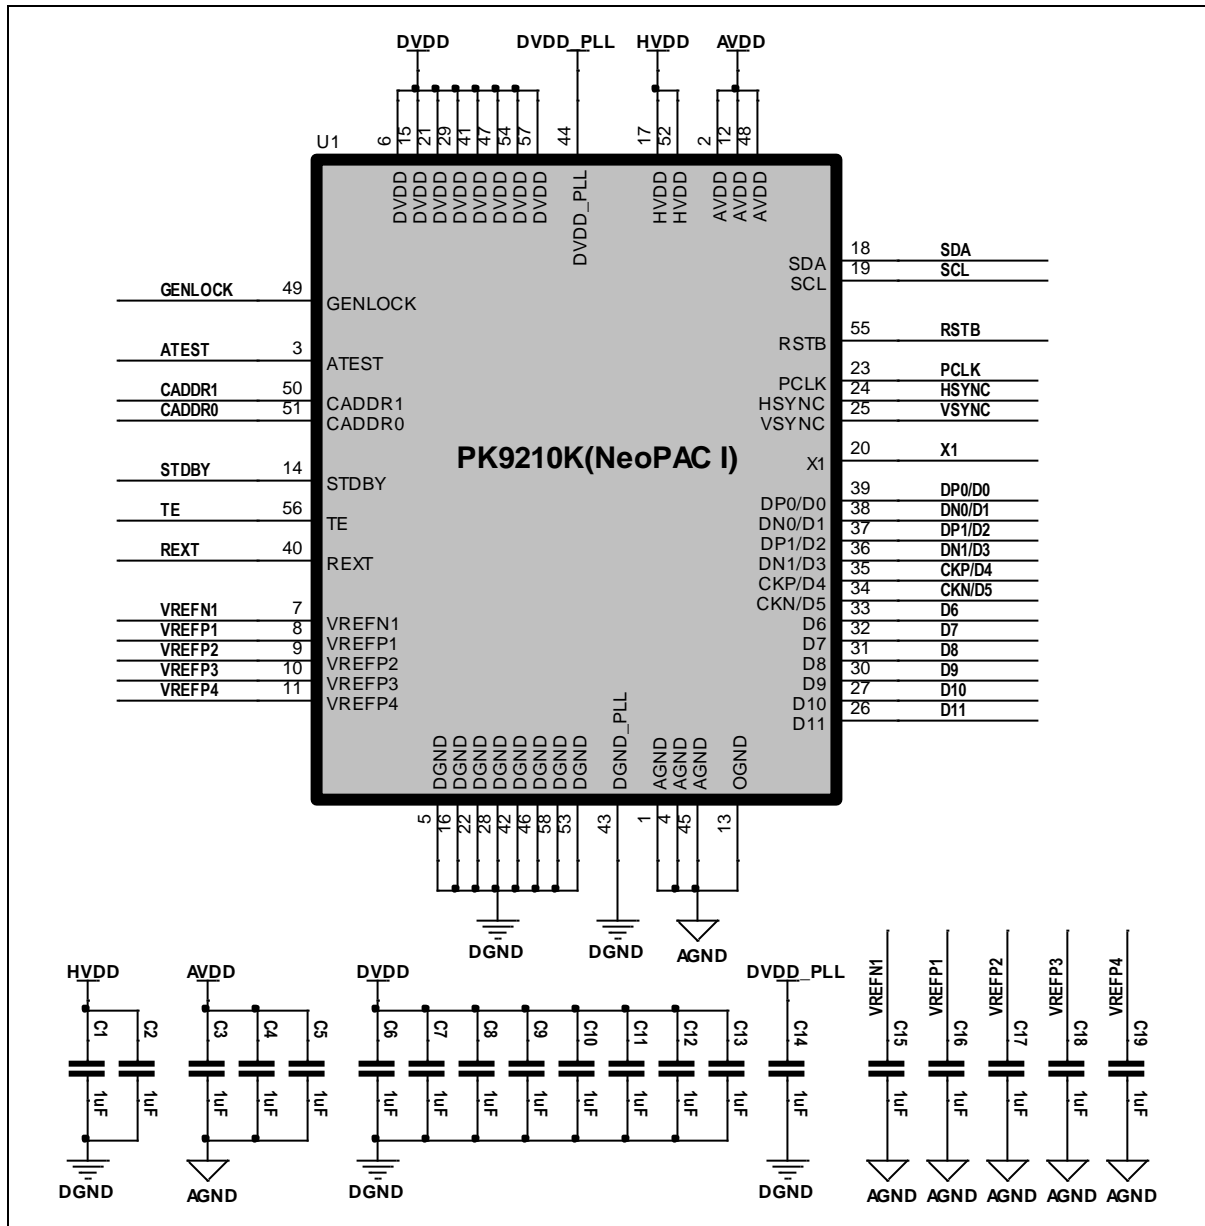 DVDD DVDD_PLL HVDD AVDD
U1
6 15 21 29 41 47 54 57 44 17 52 2 12 48
DVDD DVDD DVDD DVDD DVDD DVDD DVDD DVDD DVDD_PLL HVDD HVDD AVDD AVDD AVDD
SDA 18 SDA
SCL 19 SCL
GENLOCK 49 GENLOCK
RSTB 55 RSTB
ATEST 3 ATEST
PCLK 23 PCLK
CADDR1 50 CADDR1
HSYNC 24 HSYNC
CADDR0 51 CADDR0
VSYNC 25 VSYNC
PK9210K(NeoPAC I)
X1 20 X1
STDBY 14 STDBY
DP0/D0 39 DP0/D0
TE 56 TE
DN0/D1 38 DN0/D1
DP1/D2 37 DP1/D2
REXT 40 REXT
DN1/D3 36 DN1/D3
CKP/D4 35 CKP/D4
CKN/D5 34 CKN/D5
VREFN1 7 VREFN1
D6 33 D6
VREFP1 8 VREFP1
D7 32 D7
VREFP2 9 VREFP2
D8 31 D8
VREFP3 10 VREFP3
D9 30 D9
VREFP4 11 VREFP4
D10 27 D10
D11 26 D11
DGND DGND DGND DGND DGND DGND DGND DGND DGND_PLL AGND AGND AGND OGND
5 16 22 28 42 46 58 53 43 1 4 45 13
DGND DGND AGND
HVDD AVDD DVDD DVDD_PLL VREFN1 VREFP1 VREFP2 VREFP3 VREFP4
C1 C2 C3 C4 C5 C6 C7 C8 C9 C10 C11 C12 C13 C14 C15 C16 C17 C18 C19
1uF 1uF 1uF 1uF 1uF 1uF 1uF 1uF 1uF 1uF 1uF 1uF 1uF 1uF 1uF 1uF 1uF 1uF 1uF
DGND AGND DGND DGND AGND AGND AGND AGND AGND